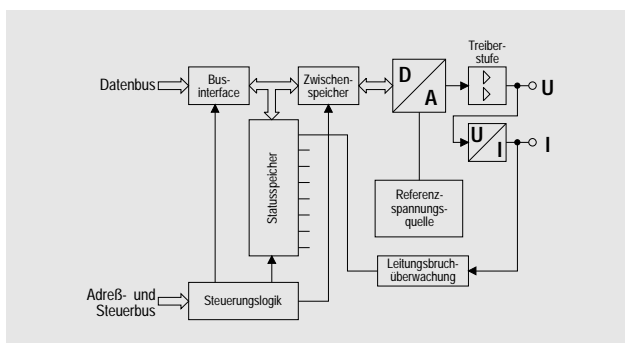 Treiber-
stufe
Datenbus
Bus-
interface
Zwischen-
speicher
D
A
U
U
I
I
Statusspeicher
Referenz-
spannungs-
quelle
Leitungsbruch-
überwachung
Adreß- und
Steuerbus
Steuerungslogik